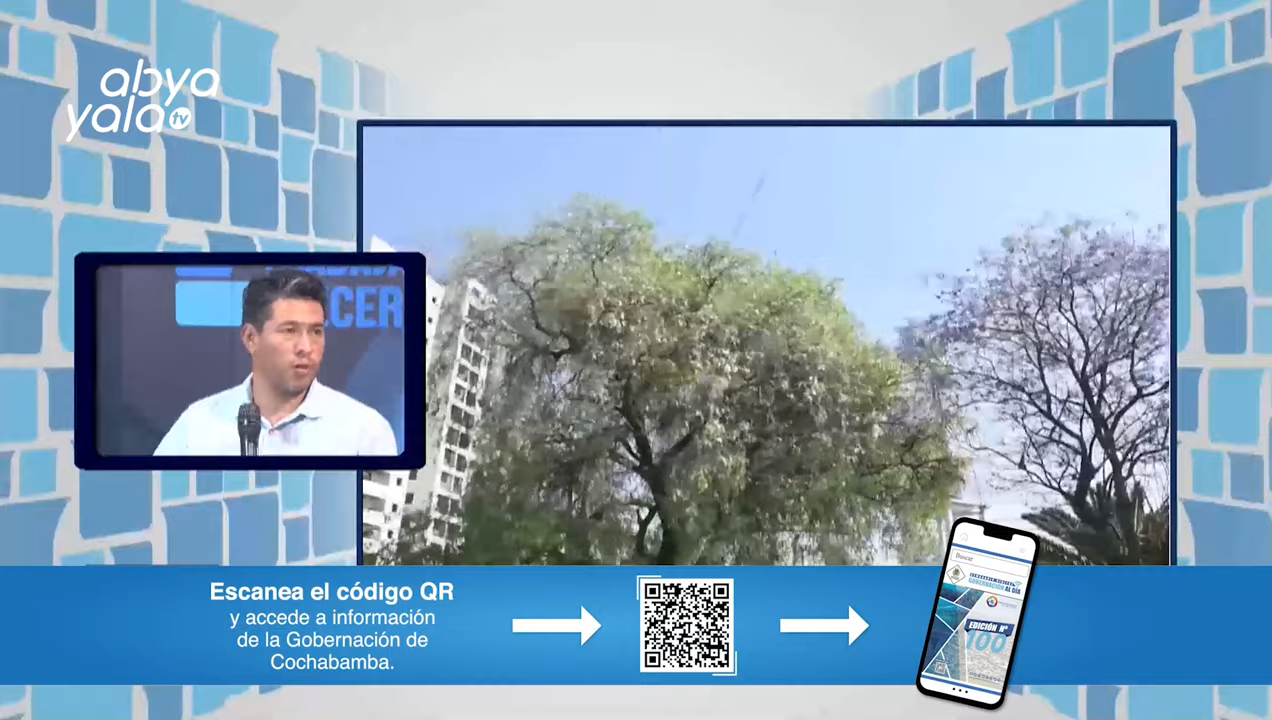 abya
yala tv
CER
Escanea el código QR
y accede a información
de la Gobernación de
Cochabamba.
Buscar
GOBERNACIÓN AL DÍA
EDICIÓN Nº
100